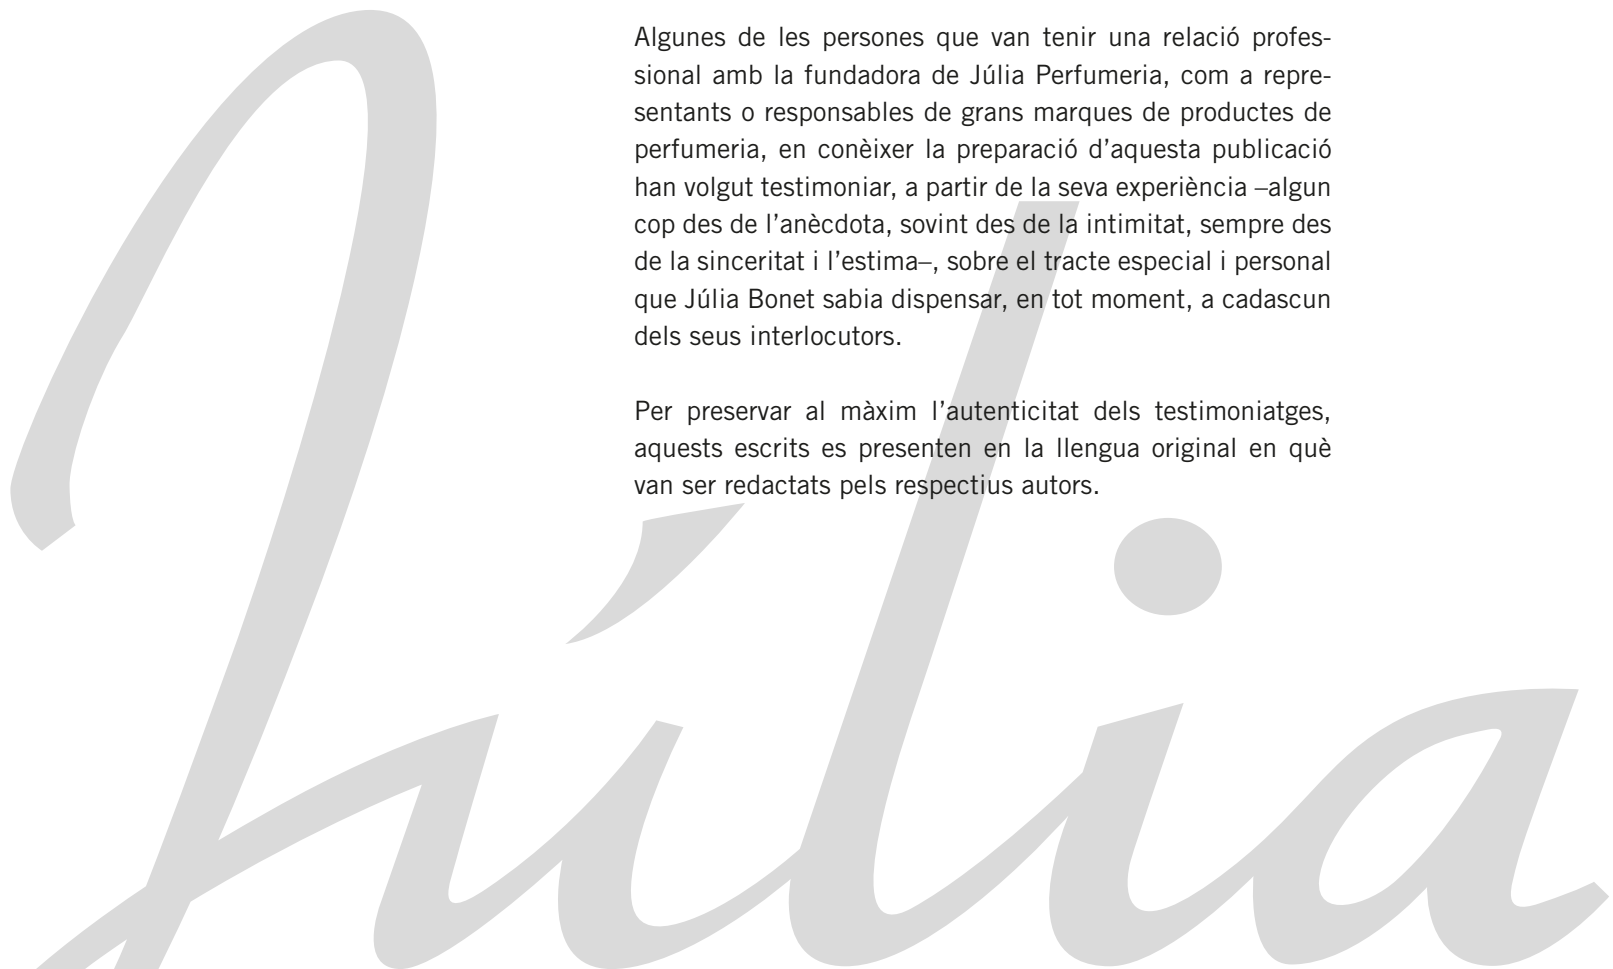 Algunes de les persones que van tenir una relació profes-
sional amb la fundadora de Júlia Perfumeria, com a repre-
sentants o responsables de grans marques de productes de
perfumeria, en conèixer la preparació d’aquesta publicació
han volgut testimoniar, a partir de la seva experiència –algun
cop des de l’anècdota, sovint des de la intimitat, sempre des
de la sinceritat i l’estima–, sobre el tracte especial i personal
que Júlia Bonet sabia dispensar, en tot moment, a cadascun
dels seus interlocutors.
Per preservar al màxim l’autenticitat dels testimoniatges,
aquests escrits es presenten en la llengua original en què
van ser redactats pels respectius autors.
Júlia